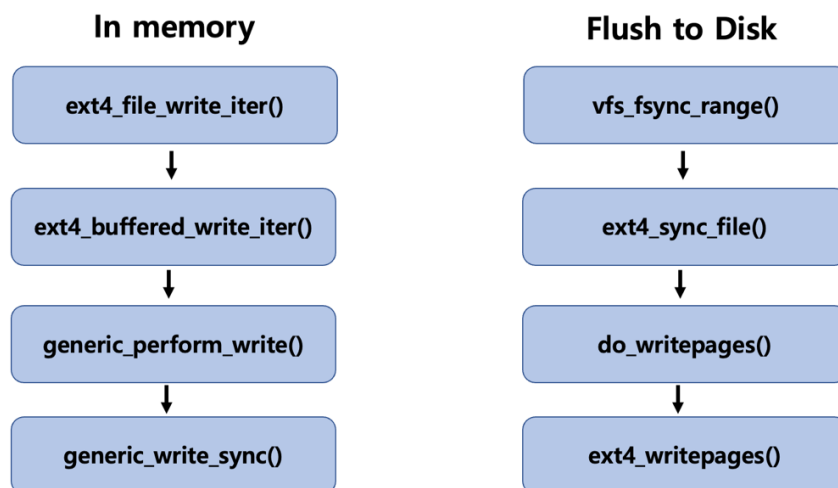 In memory
ext4_file_write_iter()
ext4_buffered_write_iter()
generic_perform_write()
generic_write_sync()
Flush to Disk
vfs_fsync_range()
ext4_sync_file()
do_writepages()
ext4_writepages()